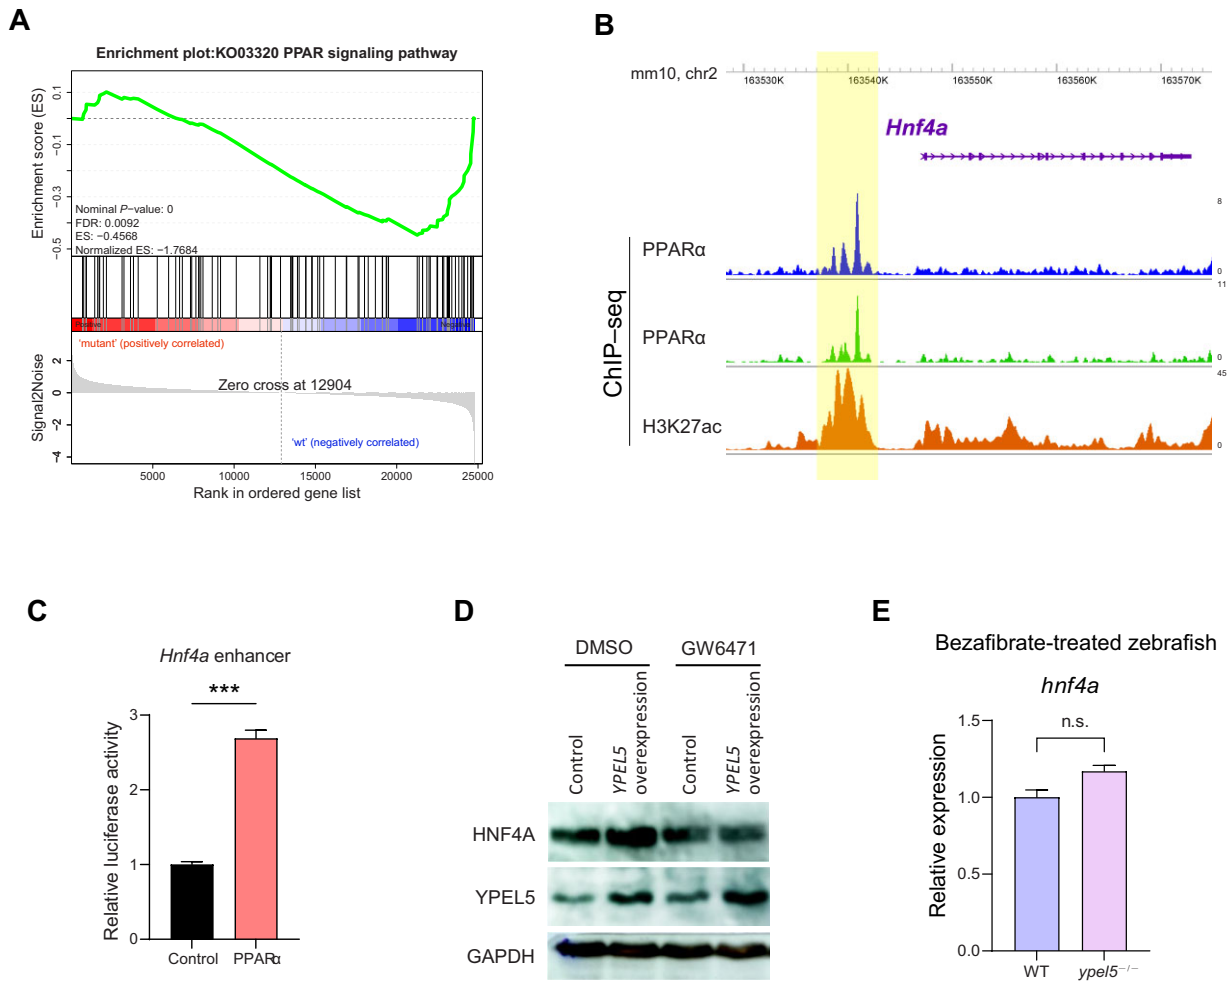 A
Enrichment plot:KO03320 PPAR signaling pathway
Enrichment score (ES)
0.1
−0.1
−0.3
−0.5
Nominal P−value: 0
FDR: 0.0092
ES: −0.4568
Normalized ES: −1.7684
Positive
'mutant' (positively correlated)
Signal2Noise
2
0
−2
−4
Zero cross at 12904
'wt' (negatively correlated)
5000
10000
15000
20000
25000
Rank in ordered gene list
B
mm10, chr2
163530K
163540K
163550K
163560K
163570K
Hnf4a
ChIP–seq
PPARα
8
0
PPARα
11
0
H3K27ac
45
0
C
Hnf4a enhancer
***
Relative luciferase activity
3
2
1
0
Control
PPARα
D
DMSO
GW6471
Control
YPEL5
overexpression
Control
YPEL5
overexpression
HNF4A
YPEL5
GAPDH
E
Bezafibrate-treated zebrafish
hnf4a
n.s.
Relative expression
1.5
1.0
0.5
0.0
WT
ypel5−/−